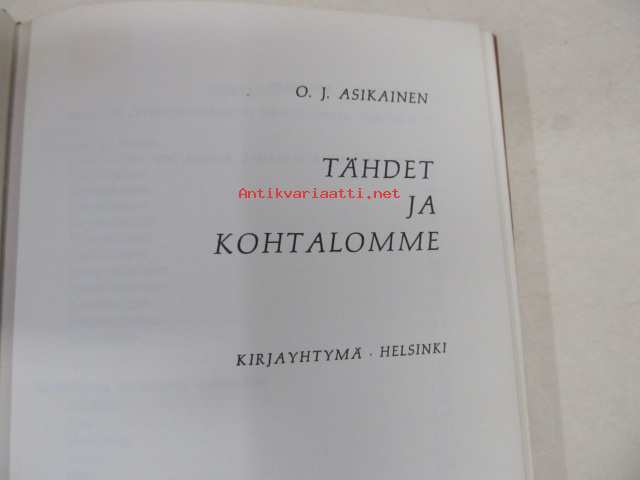 O. J. ASIKAINEN
TÄHDET
Antikvariaatti.net
JA
KOHTALOMME
KIRJAYHTYMÄ · HELSINKI